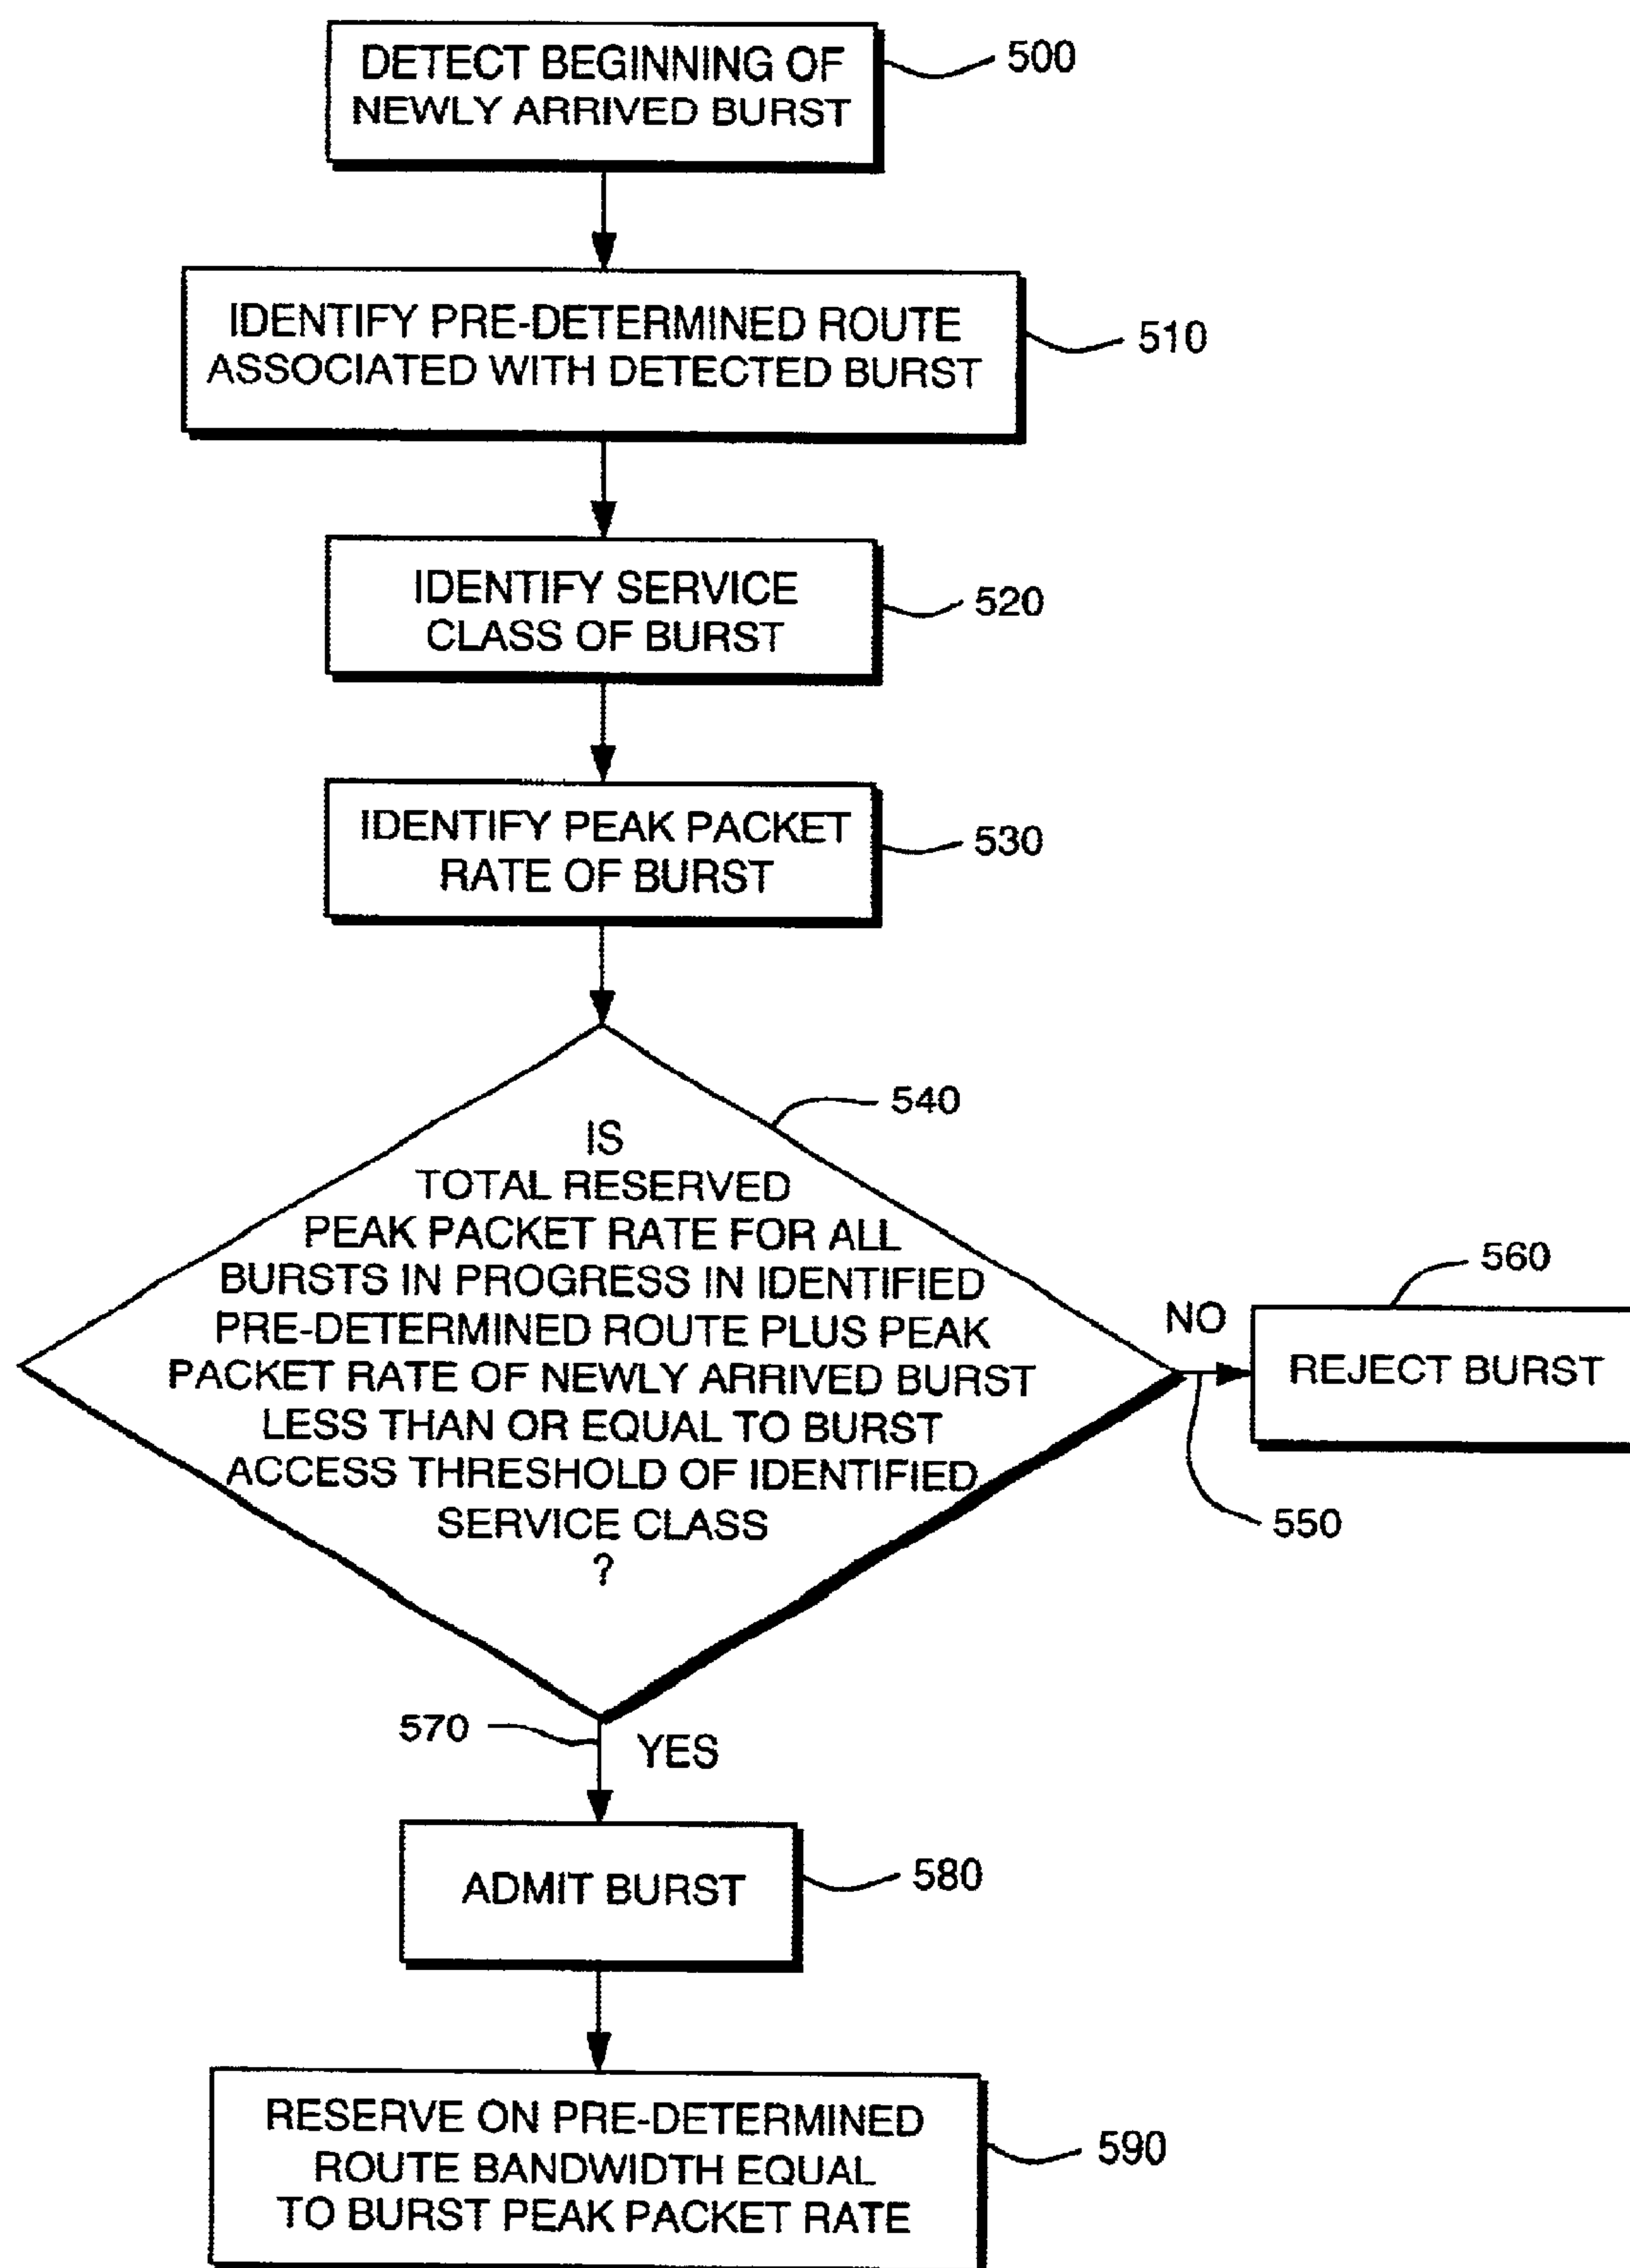 DETECT BEGINNING OF
NEWLY ARRIVED BURST
500
IDENTIFY PRE-DETERMINED ROUTE
ASSOCIATED WITH DETECTED BURST
510
IDENTIFY SERVICE
CLASS OF BURST
520
IDENTIFY PEAK PACKET
RATE OF BURST
530
540
IS
TOTAL RESERVED
PEAK PACKET RATE FOR ALL
BURSTS IN PROGRESS IN IDENTIFIED
PRE-DETERMINED ROUTE PLUS PEAK
PACKET RATE OF NEWLY ARRIVED BURST
LESS THAN OR EQUAL TO BURST
ACCESS THRESHOLD OF IDENTIFIED
SERVICE CLASS
?
NO
560
REJECT BURST
550
570
YES
ADMIT BURST
580
RESERVE ON PRE-DETERMINED
ROUTE BANDWIDTH EQUAL
TO BURST PEAK PACKET RATE
590